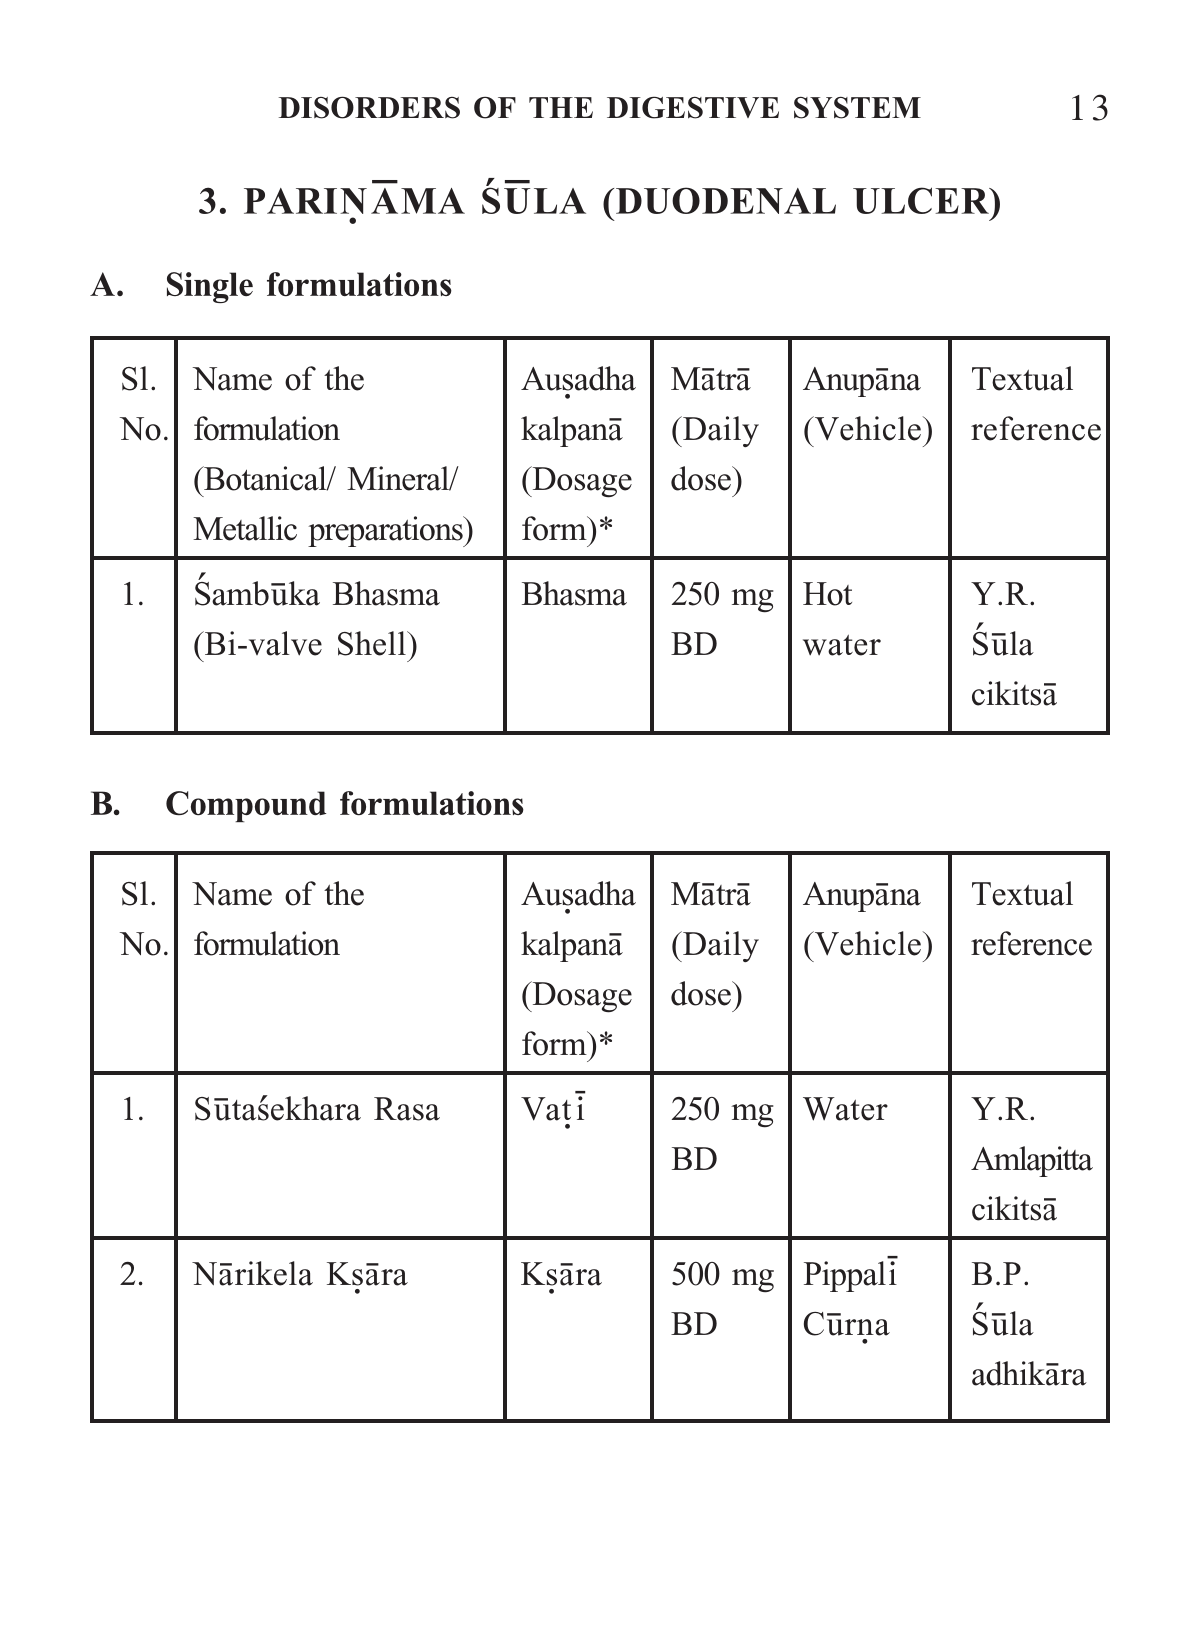 DISORDERS OF THE DIGESTIVE SYSTEM 13
3. PARIṆĀMA ŚŪLA (DUODENAL ULCER)
A. Single formulations
Sl. Name of the Auṣadha Mātrā Anupāna Textual
No. formulation kalpanā (Daily (Vehicle) reference
(Botanical/ Mineral/ (Dosage dose)
Metallic preparations) form)*
1. Śambūka Bhasma Bhasma 250 mg Hot Y.R.
(Bi-valve Shell) BD water Śūla
cikitsā
B. Compound formulations
Sl. Name of the Auṣadha Mātrā Anupāna Textual
No. formulation kalpanā (Daily (Vehicle) reference
(Dosage dose)
form)*
1. Sūtaśekhara Rasa Vaṭī 250 mg Water Y.R.
BD Amlapitta
cikitsā
2. Nārikela Kṣāra Kṣāra 500 mg Pippalī B.P.
BD Cūrṇa Śūla
adhikāra